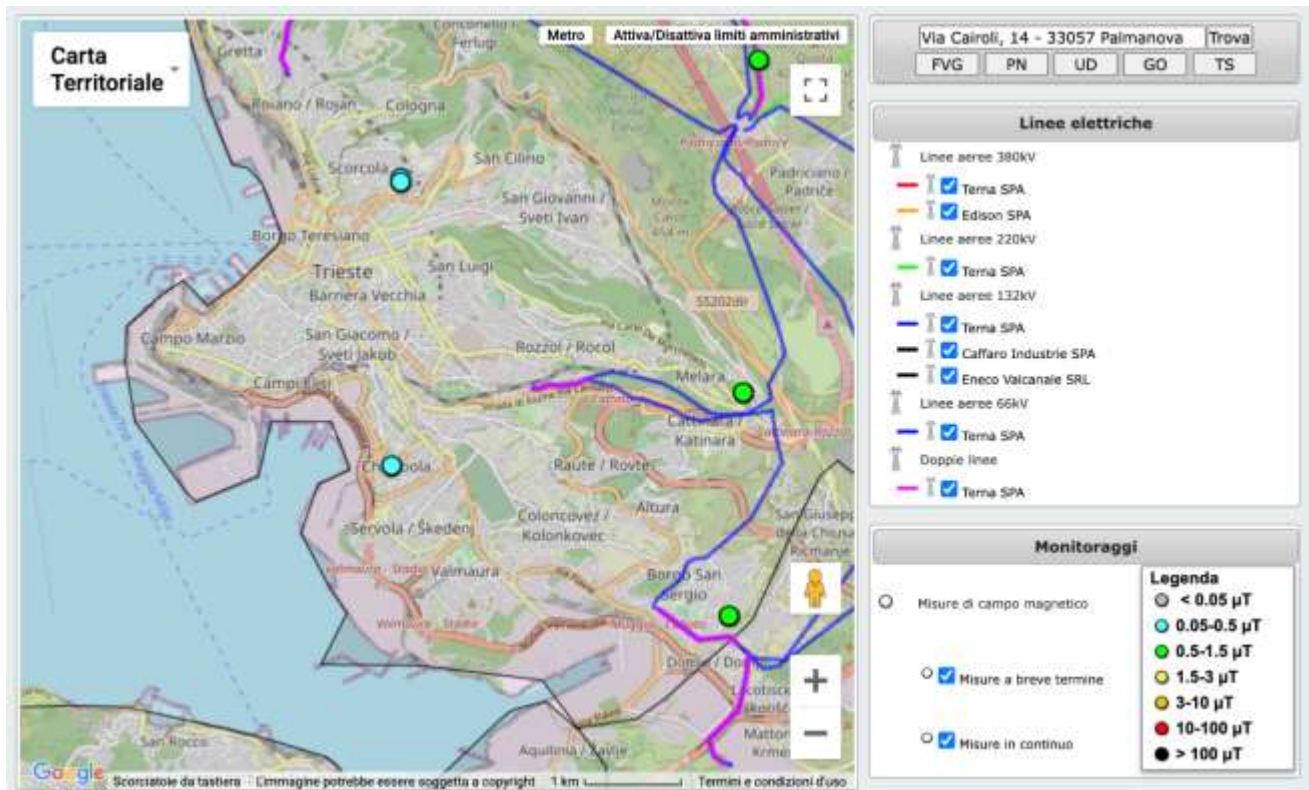 Carta
Territoriale
Metro
Attiva/Disattiva limiti amministrativi
Conconello /
Ferlugi
Gretta
Roiano / Rojan
Cologna
Scorcola
San Cilino
San Giovanni /
Sveti Ivan
Padriciano /
Padriče
Borgo Teresiano
Trieste
San Luigi
Barriera Vecchia
SS202dir
Campo Marzio
San Giacomo /
Sveti Jakob
Rozzol / Rocol
Melara
Campi Elisi
Cattinara /
Katinara
Raute / Rovte
Altura
Coloncovez /
Kolonkovec
Servola / Škedenj
Valmaura
Borgo San
Sergio
San Rocco
Aquilinia / Žavlje
Google
Scorciatoie da tastiera
L'immagine potrebbe essere soggetta a copyright
1 km
Termini e condizioni d'uso
Via Cairoli, 14 - 33057 Palmanova
Trova
FVG
PN
UD
GO
TS
Linee elettriche
Linee aeree 380kV
Terna SPA
Edison SPA
Linee aeree 220kV
Terna SPA
Linee aeree 132kV
Terna SPA
Caffaro Industrie SPA
Eneco Valcanale SRL
Linee aeree 66kV
Terna SPA
Doppie linee
Terna SPA
Monitoraggi
Misure di campo magnetico
Misure a breve termine
Misure in continuo
Legenda
< 0.05 µT
0.05-0.5 µT
0.5-1.5 µT
1.5-3 µT
3-10 µT
10-100 µT
> 100 µT